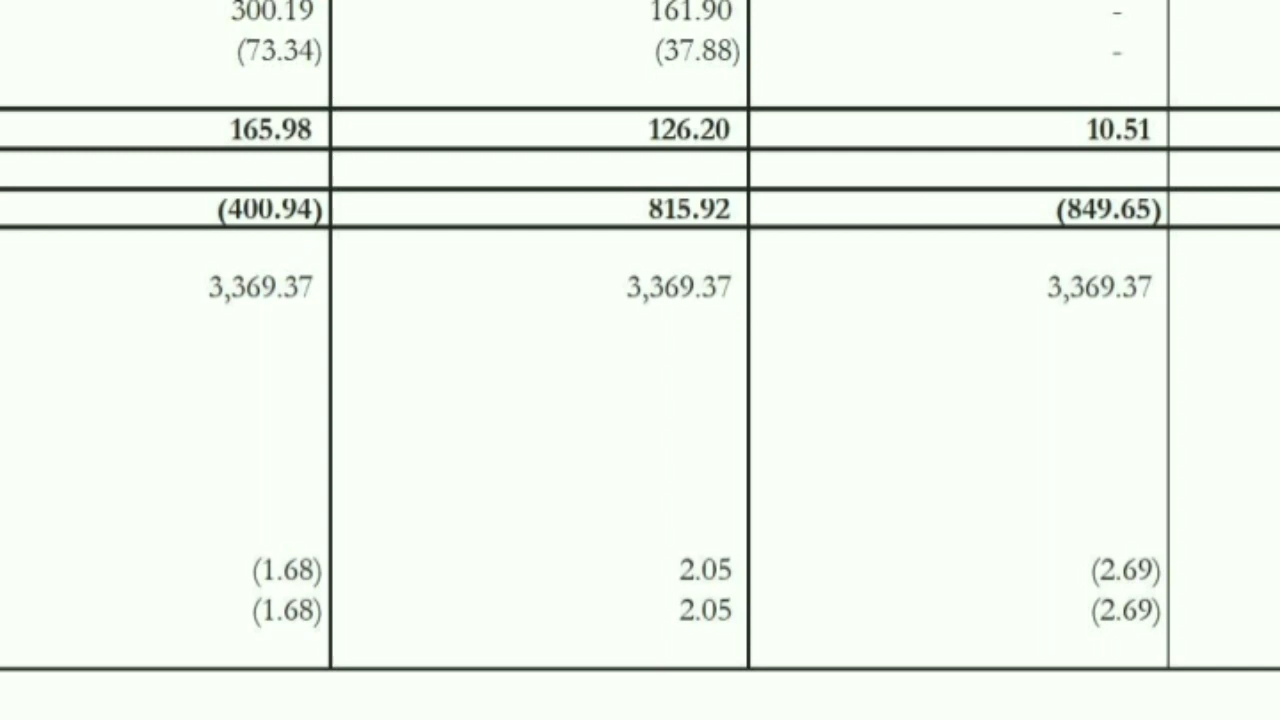 300.19 161.90 -
(73.34) (37.88) -
165.98 126.20 10.51
(400.94) 815.92 (849.65)
3,369.37 3,369.37 3,369.37
(1.68) 2.05 (2.69)
(1.68) 2.05 (2.69)